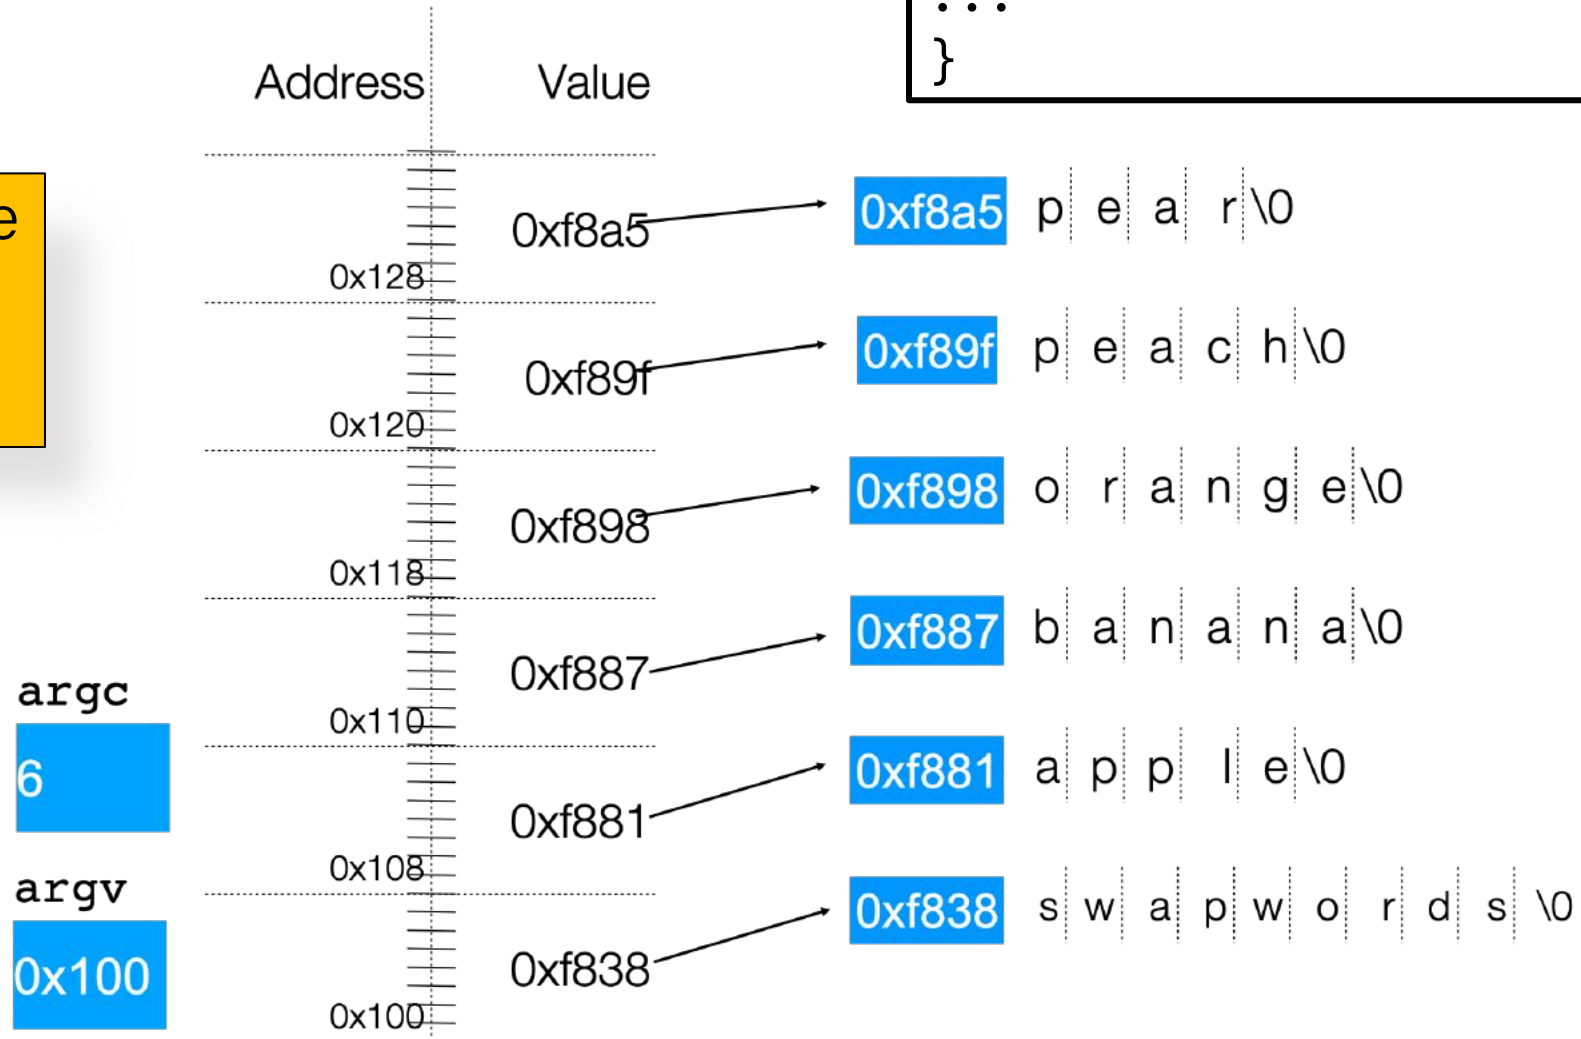 ...
}
Address Value
e
0xf8a5 0xf8a5 p e a r \0
0x128
0xf89f 0xf89f p e a c h \0
0x120
0xf898 0xf898 o r a n g e \0
0x118
0xf887 0xf887 b a n a n a \0
argc
0x110
6
0xf881 0xf881 a p p l e \0
0x108
argv
0xf838 0xf838 s w a p w o r d s \0
0x100
0x100